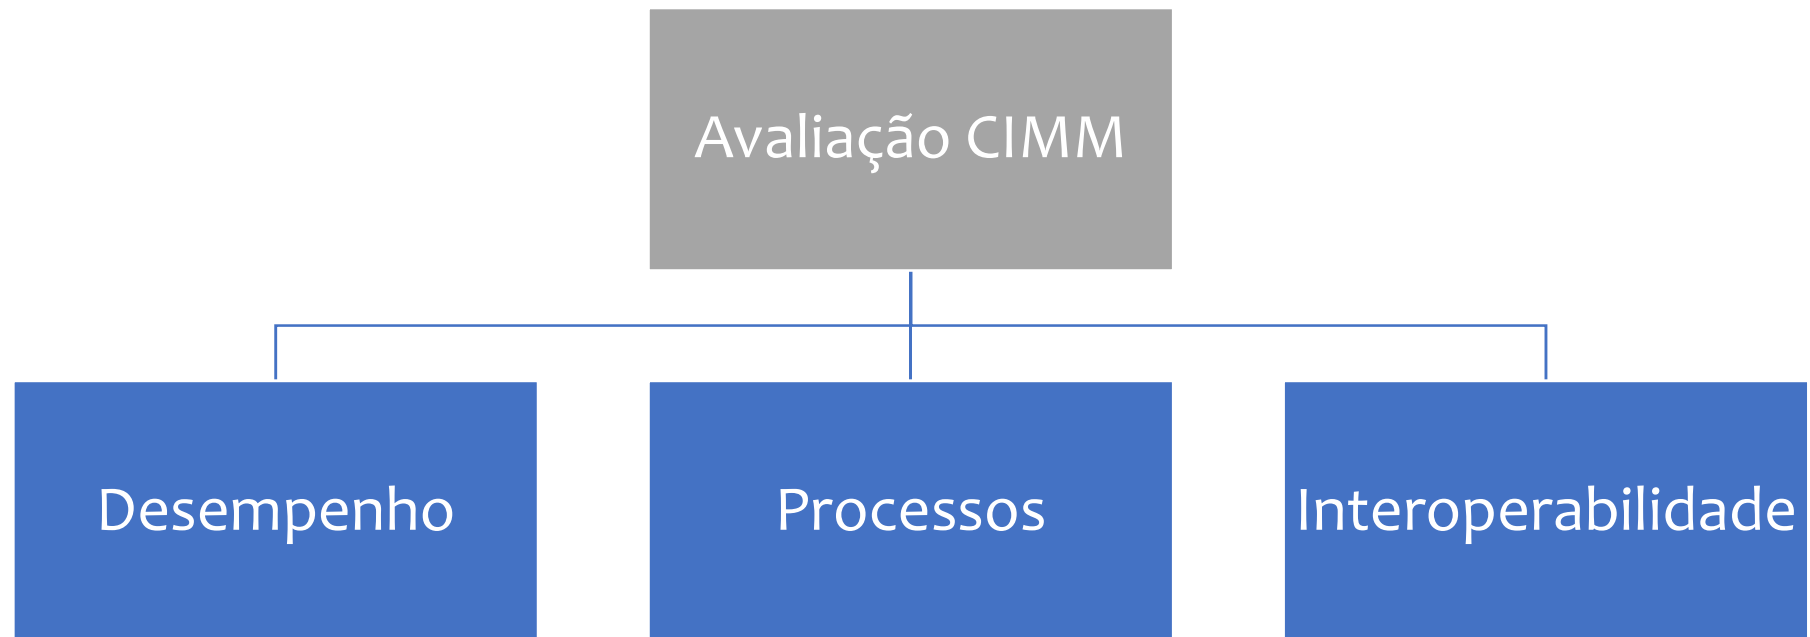 Avaliação CIMM
Desempenho
Processos
Interoperabilidade